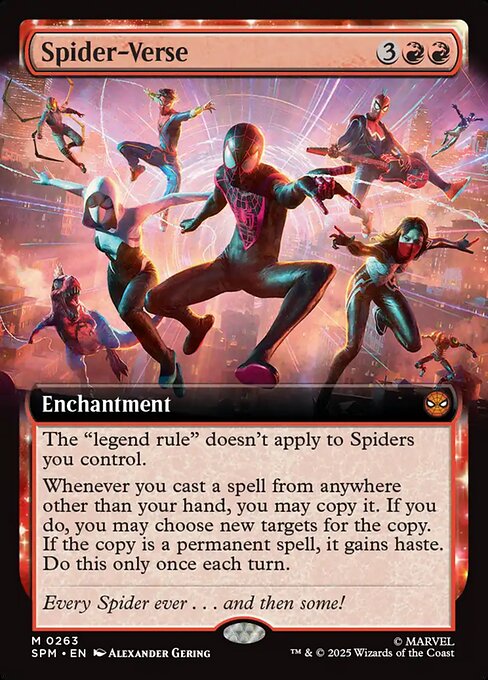 Spider-Verse 3
Enchantment
The “legend rule” doesn’t apply to Spiders
you control.
Whenever you cast a spell from anywhere
other than your hand, you may copy it. If you
do, you may choose new targets for the copy.
If the copy is a permanent spell, it gains haste.
Do this only once each turn.
Every Spider ever . . . and then some!
M 0263
SPM • EN Alexander Gering
© MARVEL
™ & © 2025 Wizards of the Coast